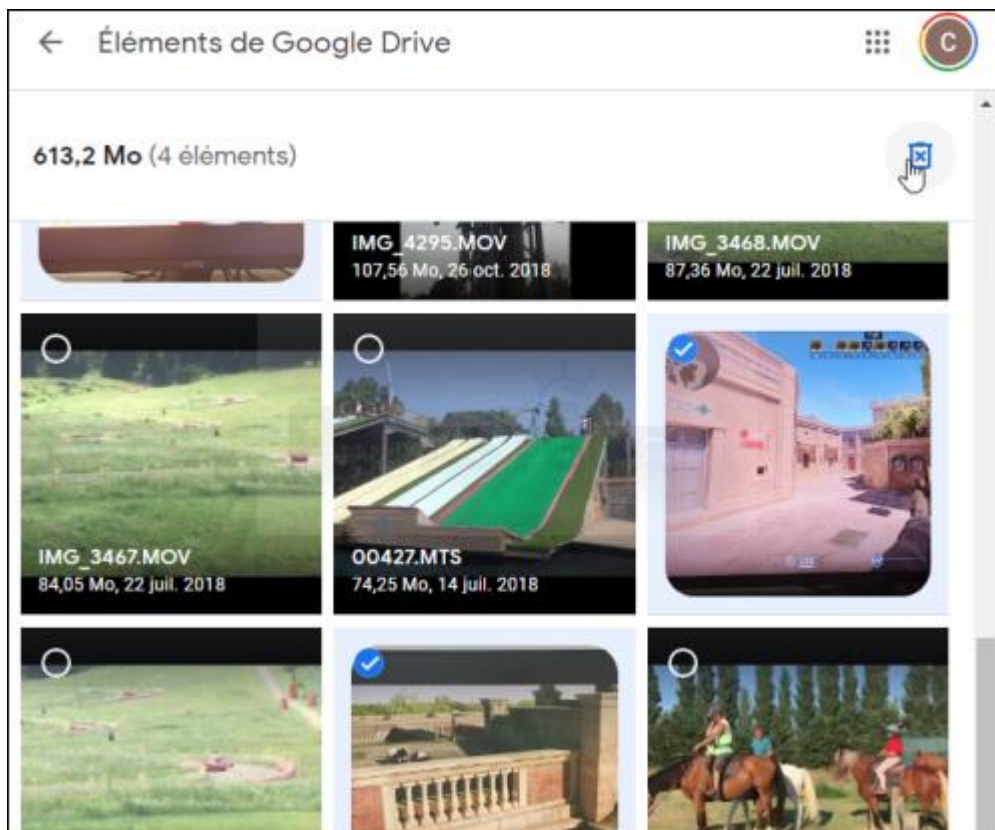 Éléments de Google Drive
C
613,2 Mo (4 éléments)
IMG_4295.MOV
107,56 Mo, 26 oct. 2018
IMG_3468.MOV
87,36 Mo, 22 juil. 2018
IMG_3467.MOV
84,05 Mo, 22 juil. 2018
00427.MTS
74,25 Mo, 14 juil. 2018